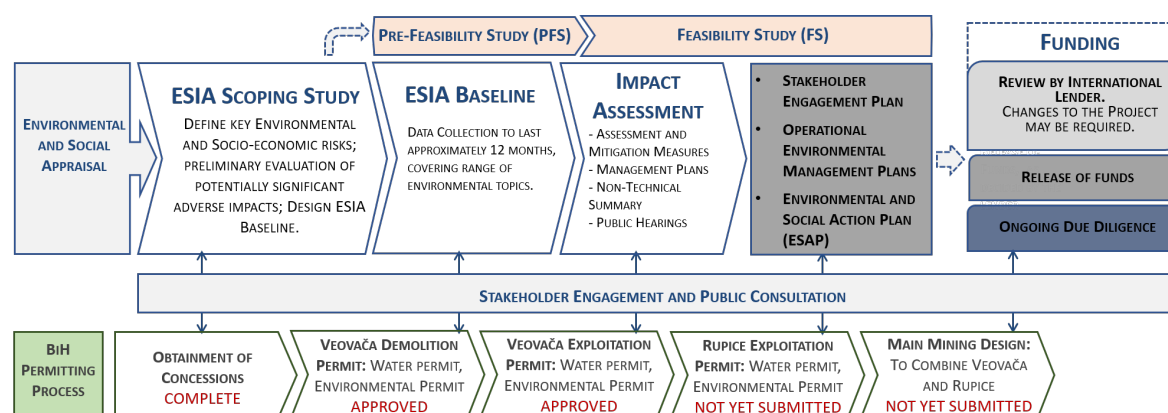 PRE-FEASIBILITY STUDY (PFS)
FEASIBILITY STUDY (FS)
FUNDING
ENVIRONMENTAL
AND SOCIAL
APPRAISAL
ESIA SCOPING STUDY
DEFINE KEY ENVIRONMENTAL
AND SOCIO-ECONOMIC RISKS;
PRELIMINARY EVALUATION OF
POTENTIALLY SIGNIFICANT
ADVERSE IMPACTS; DESIGN ESIA
BASELINE.
ESIA BASELINE
DATA COLLECTION TO LAST
APPROXIMATELY 12 MONTHS,
COVERING RANGE OF
ENVIRONMENTAL TOPICS.
IMPACT
ASSESSMENT
- ASSESSMENT AND
MITIGATION MEASURES
- MANAGEMENT PLANS
- NON-TECHNICAL
SUMMARY
- PUBLIC HEARINGS
• STAKEHOLDER
ENGAGEMENT PLAN
• OPERATIONAL
ENVIRONMENTAL
MANAGEMENT PLANS
• ENVIRONMENTAL AND
SOCIAL ACTION PLAN
(ESAP)
REVIEW BY INTERNATIONAL
LENDER.
CHANGES TO THE PROJECT
MAY BE REQUIRED.
RELEASE OF FUNDS
ONGOING DUE DILIGENCE
STAKEHOLDER ENGAGEMENT AND PUBLIC CONSULTATION
BIH
PERMITTING
PROCESS
OBTAINMENT OF
CONCESSIONS
COMPLETE
VEOVAČA DEMOLITION
PERMIT: WATER PERMIT,
ENVIRONMENTAL PERMIT
APPROVED
VEOVAČA EXPLOITATION
PERMIT: WATER PERMIT,
ENVIRONMENTAL PERMIT
APPROVED
RUPICE EXPLOITATION
PERMIT: WATER PERMIT,
ENVIRONMENTAL PERMIT
NOT YET SUBMITTED
MAIN MINING DESIGN:
TO COMBINE VEOVAČA
AND RUPICE
NOT YET SUBMITTED